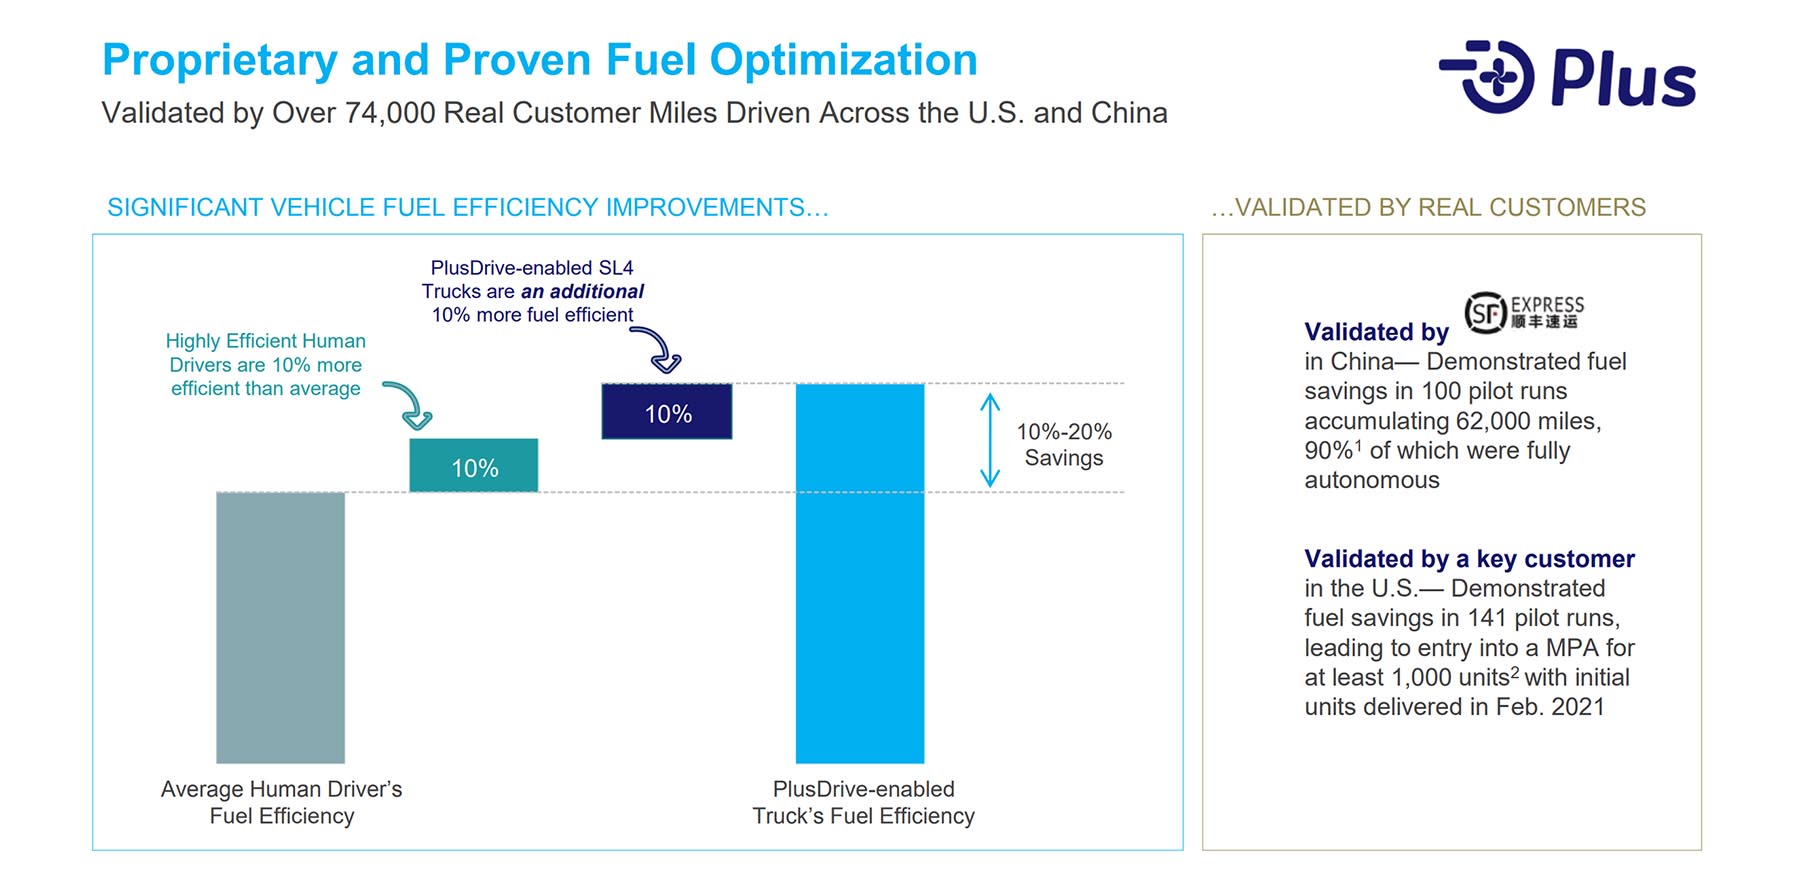 Proprietary and Proven Fuel Optimization
Validated by Over 74,000 Real Customer Miles Driven Across the U.S. and China
Plus
SIGNIFICANT VEHICLE FUEL EFFICIENCY IMPROVEMENTS…
PlusDrive-enabled SL4
Trucks are an additional
10% more fuel efficient
Highly Efficient Human
Drivers are 10% more
efficient than average
10%
10%
10%-20%
Savings
Average Human Driver’s
Fuel Efficiency
PlusDrive-enabled
Truck’s Fuel Efficiency
…VALIDATED BY REAL CUSTOMERS
SF EXPRESS
顺丰速运
Validated by
in China— Demonstrated fuel
savings in 100 pilot runs
accumulating 62,000 miles,
90%¹ of which were fully
autonomous
Validated by a key customer
in the U.S.— Demonstrated
fuel savings in 141 pilot runs,
leading to entry into a MPA for
at least 1,000 units² with initial
units delivered in Feb. 2021